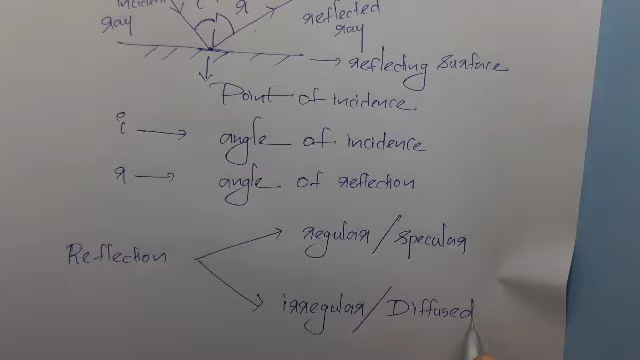 incident i r reflected
ray ray
→ reflecting surface
Point of incidence
i → angle of incidence
r → angle of reflection
regular / specular
Reflection
irregular / Diffused